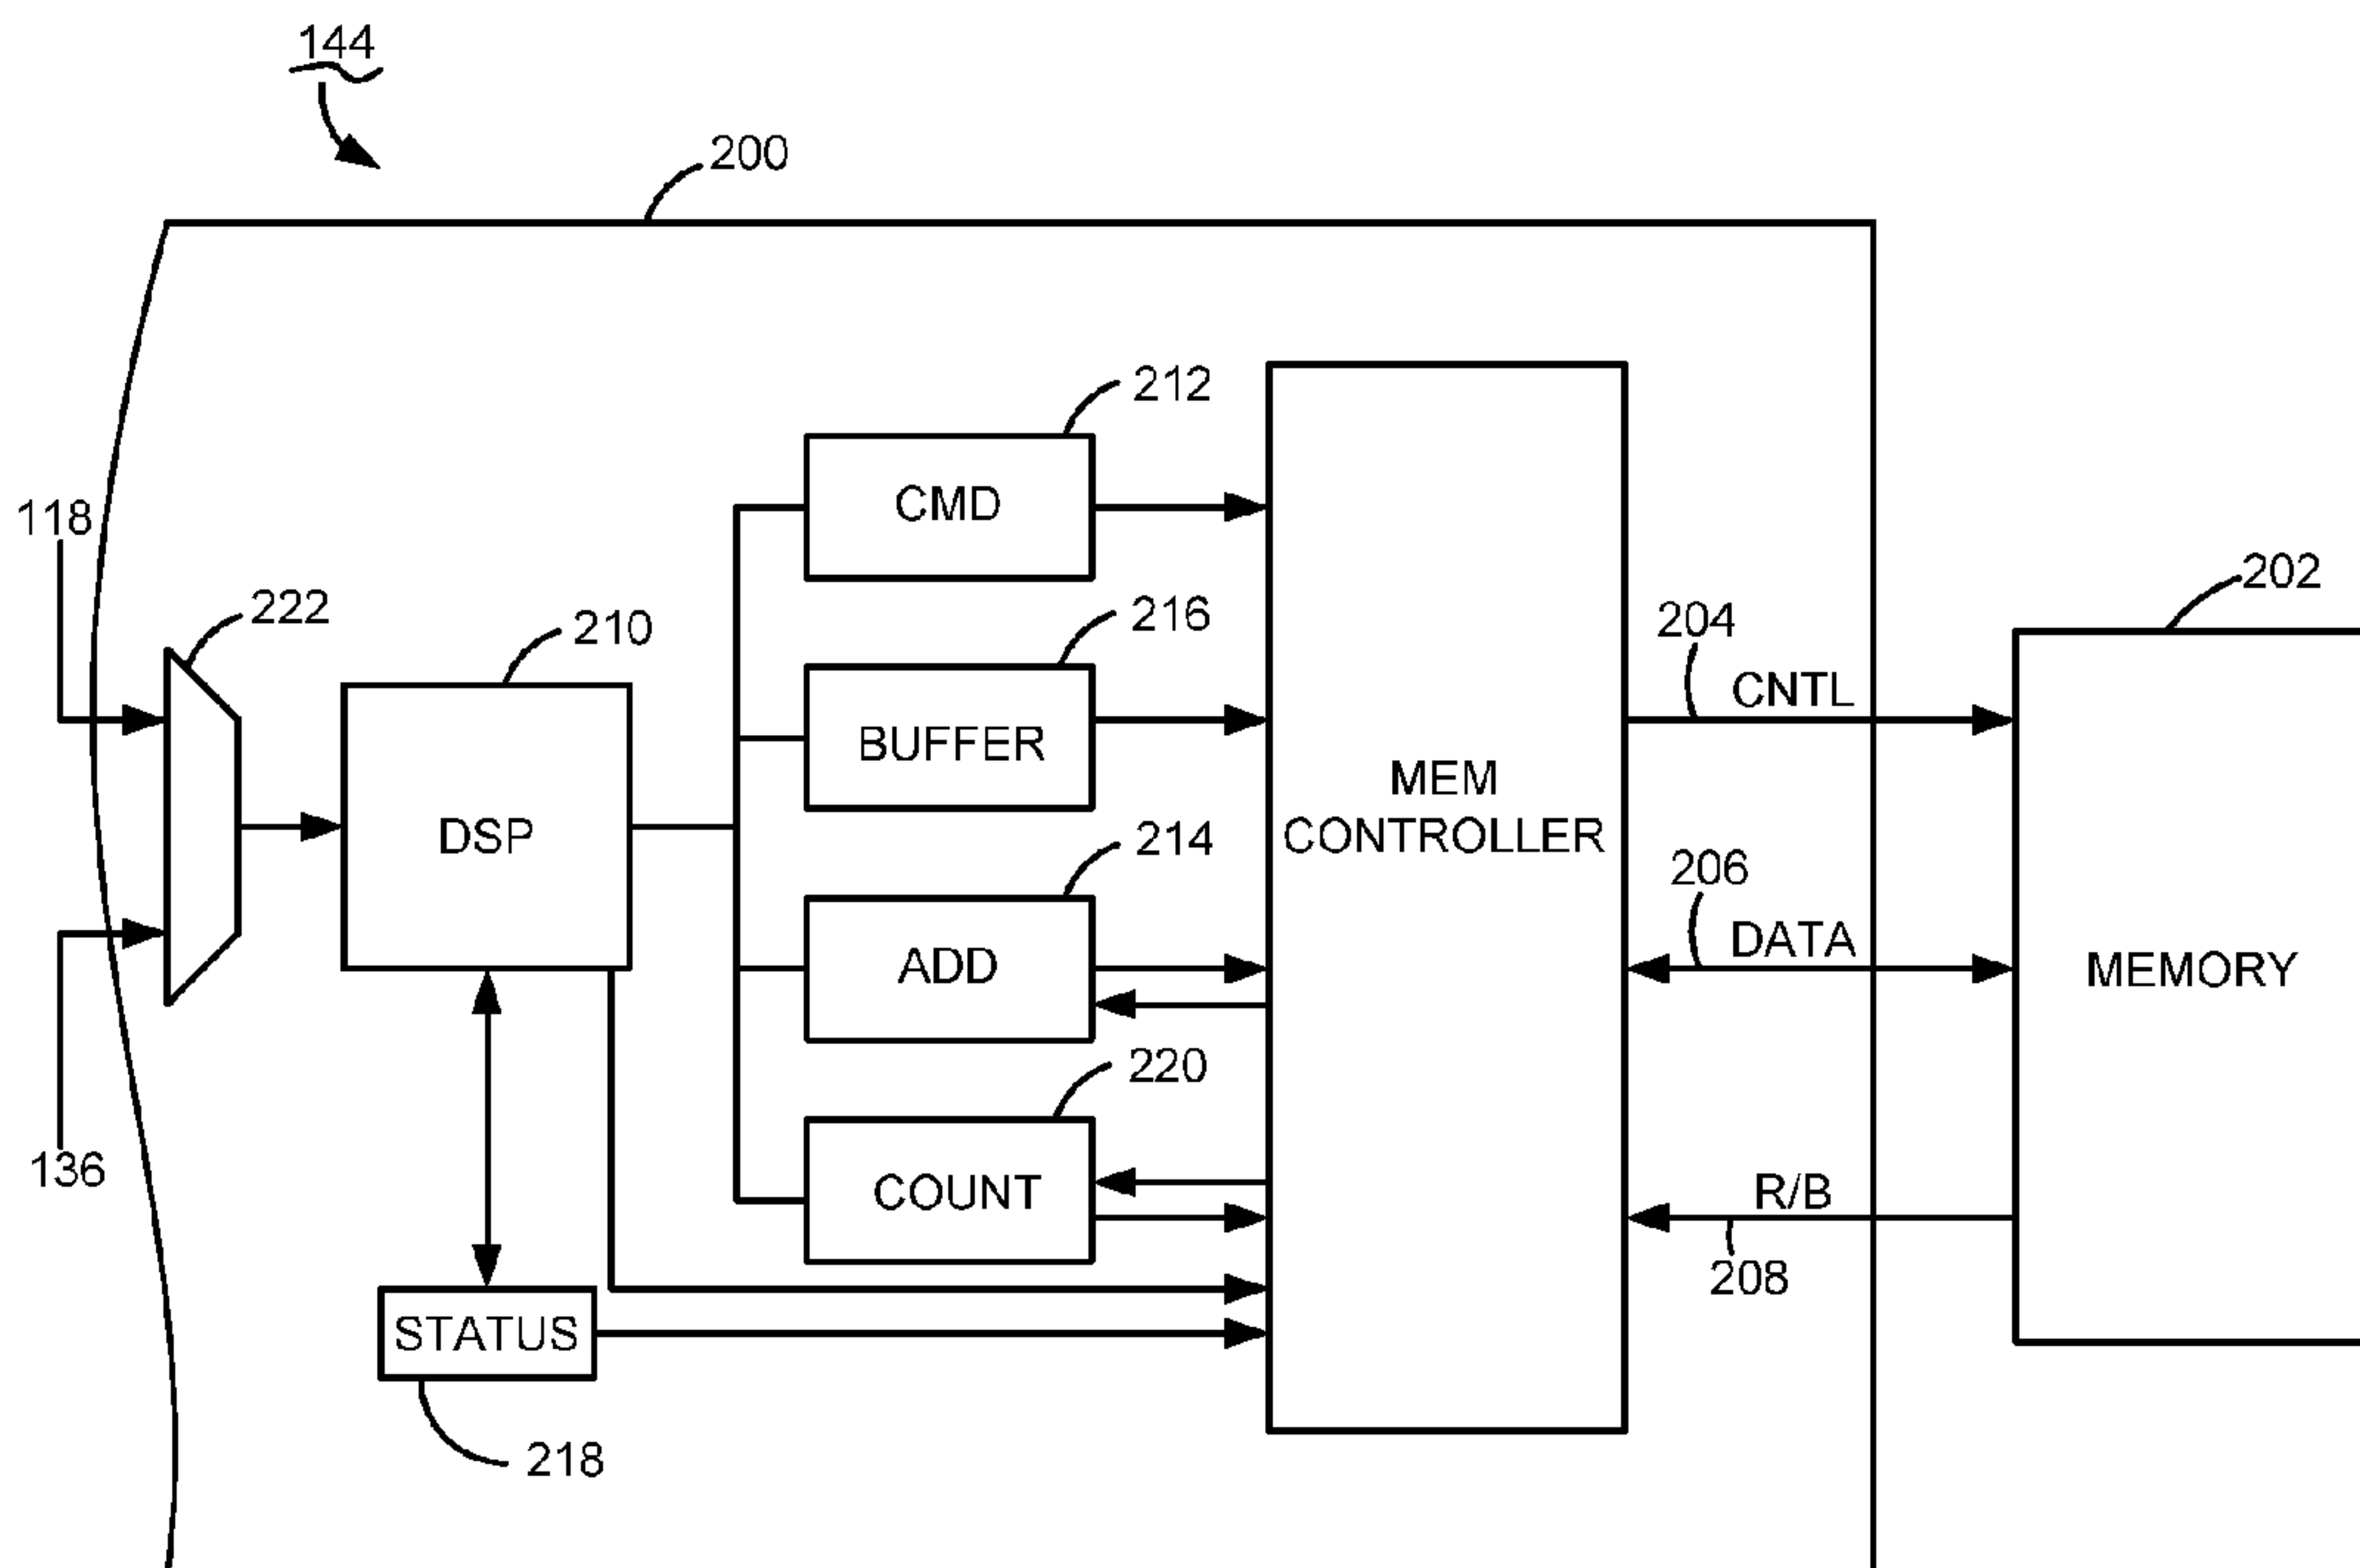 144
200
212
CMD
118
222
210
216
204
202
CNTL
BUFFER
DSP
MEM
CONTROLLER
214
206
DATA
ADD
MEMORY
220
136
COUNT
R/B
208
STATUS
218